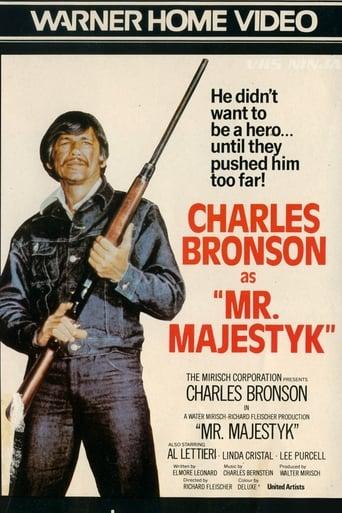 WARNER HOME VIDEO
VHS NINJA
He didn't
want to
be a hero...
until they
pushed him
too far!
CHARLES
BRONSON
as
"MR.
MAJESTYK"
THE MIRISCH CORPORATION PRESENTS
CHARLES BRONSON
IN
A WALTER MIRISCH-RICHARD FLEISCHER PRODUCTION
"MR. MAJESTYK"
ALSO STARRING
AL LETTIERI · LINDA CRISTAL · LEE PURCELL
Written by Music by Produced by
ELMORE LEONARD CHARLES BERNSTEIN WALTER MIRISCH
Directed by Colour by
RICHARD FLEISCHER DELUXE® United Artists